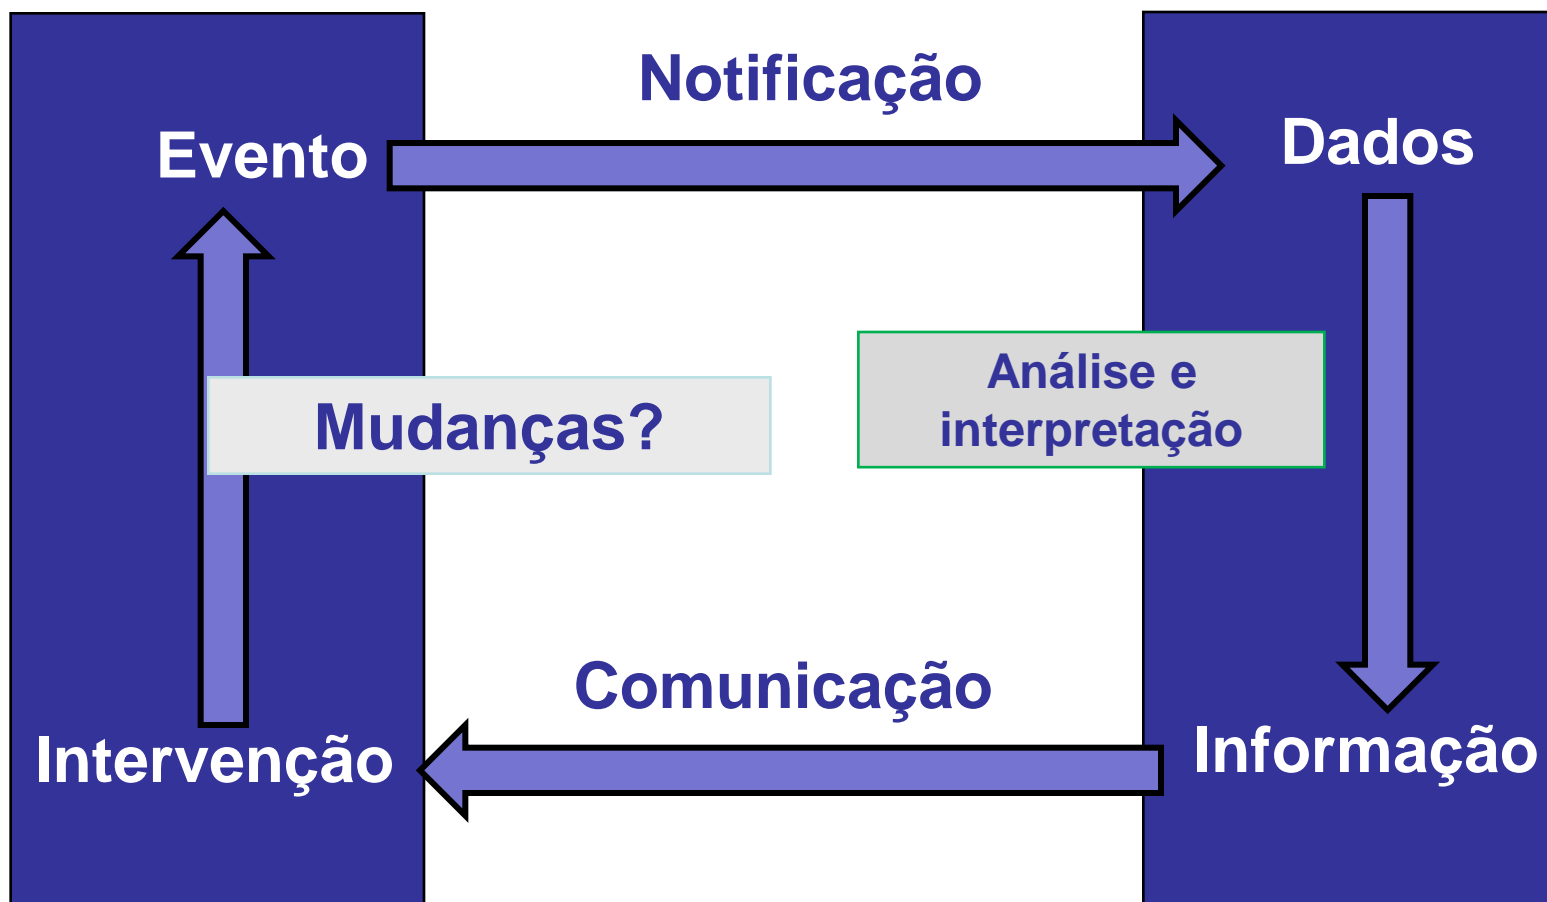 Notificação
Evento
Dados
Análise e
interpretação
Mudanças?
Comunicação
Intervenção
Informação